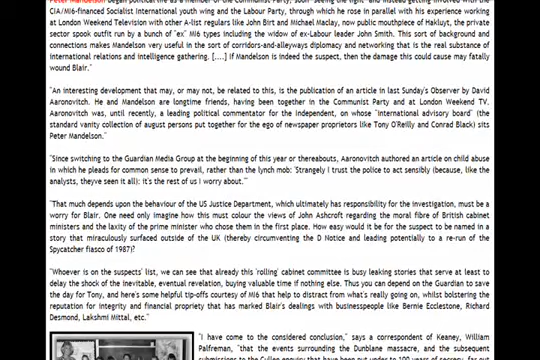 Peter Mandelson began political life as a member of the Communist Party, soon "seeing the light" and instead getting involved with the
CIA/MI6-financed Socialist International youth wing and the Labour Party, through which he rose in parallel with his experience working
at London Weekend Television with other A-list regulars like John Birt and Michael Maclay, now public mouthpiece of Hakluyt, the private
sector spook outfit run by a bunch of "ex" MI6 types including the widow of ex-Labour leader John Smith. This sort of background and
connections makes Mandelson very useful in the sort of corridors-and-alleyways diplomacy and networking that is the real substance of
international relations and intelligence gathering. [....] If Mandelson is indeed the suspect, then the damage this could cause may fatally
wound Blair."
"An interesting development that may, or may not, be related to this, is the publication of an article in last Sunday's Observer by David
Aaronovitch. He and Mandelson are longtime friends, having been together in the Communist Party and at London Weekend TV.
Aaronovitch was, until recently, a leading political commentator for the independent, on whose "international advisory board" (the
standard vanity collection of august persons put together for the ego of newspaper proprietors like Tony O'Reilly and Conrad Black) sits
Peter Mandelson."
"Since switching to the Guardian Media Group at the beginning of this year or thereabouts, Aaronovitch authored an article on child abuse
in which he pleads for common sense to prevail, rather than the lynch mob: 'Strangely I trust the police to act sensibly (because, like the
analysts, theyve seen it all): it's the rest of us I worry about.'"
"That much depends upon the behaviour of the US Justice Department, which ultimately has responsibility for the investigation, must be a
worry for Blair. One need only imagine how this must colour the views of John Ashcroft regarding the moral fibre of British cabinet
ministers and the laxity of the prime minister who chose them in the first place. How easy would it be for the suspect to be named in a
story that miraculously surfaced outside of the UK (thereby circumventing the D Notice and leading potentially to a re-run of the
Spycatcher fiasco of 1987)?
"Whoever is on the suspects' list, we can see that already this 'rolling' cabinet committee is busy leaking stories that serve at least to
delay the shock of the inevitable, eventual revelation, buying valuable time if nothing else. Thus you can depend on the Guardian to save
the day for Tony, and here's some helpful tip-offs courtesy of MI6 that help to distract from what's really going on, whilst bolstering the
reputation for integrity and financial propriety that has marked Blair's dealings with businesspeople like Bernie Ecclestone, Richard
Desmond, Lakshmi Mittal, etc."
"I have come to the considered conclusion," says a correspondent of Keaney, William
Palfreman, "that the events surrounding the Dunblane massacre, and the subsequent
submissions to the Cullen enquiry that have been put under to 100 years of secrecy, far out